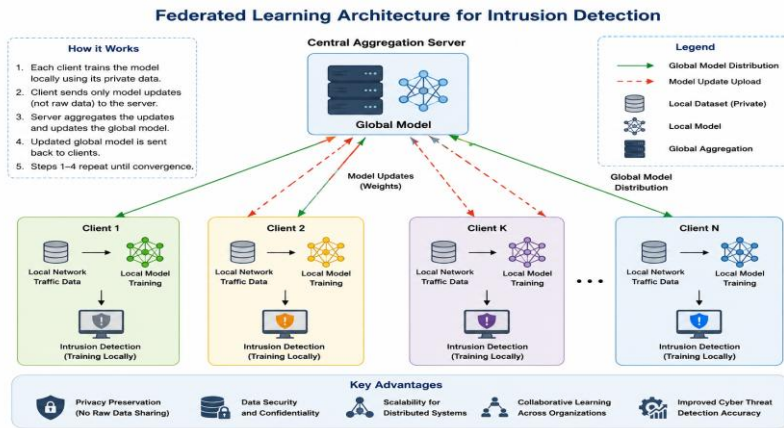 Federated Learning Architecture for Intrusion Detection
How it Works
1. Each client trains the model
locally using its private data.
2. Client sends only model updates
(not raw data) to the server.
3. Server aggregates the updates
and updates the global model.
4. Updated global model is sent
back to clients.
5. Steps 1–4 repeat until convergence.
Central Aggregation Server
Global Model
Legend
Global Model Distribution
Model Update Upload
Local Dataset (Private)
Local Model
Global Aggregation
Model Updates
(Weights)
Global Model
Distribution
Client 1
Local Network
Traffic Data
Local Model
Training
Intrusion Detection
(Training Locally)
Client 2
Local Network
Traffic Data
Local Model
Training
Intrusion Detection
(Training Locally)
Client K
Local Network
Traffic Data
Local Model
Training
Intrusion Detection
(Training Locally)
...
Client N
Local Network
Traffic Data
Local Model
Training
Intrusion Detection
(Training Locally)
Key Advantages
Privacy Preservation
(No Raw Data Sharing)
Data Security
and Confidentiality
Scalability for
Distributed Systems
Collaborative Learning
Across Organizations
Improved Cyber Threat
Detection Accuracy